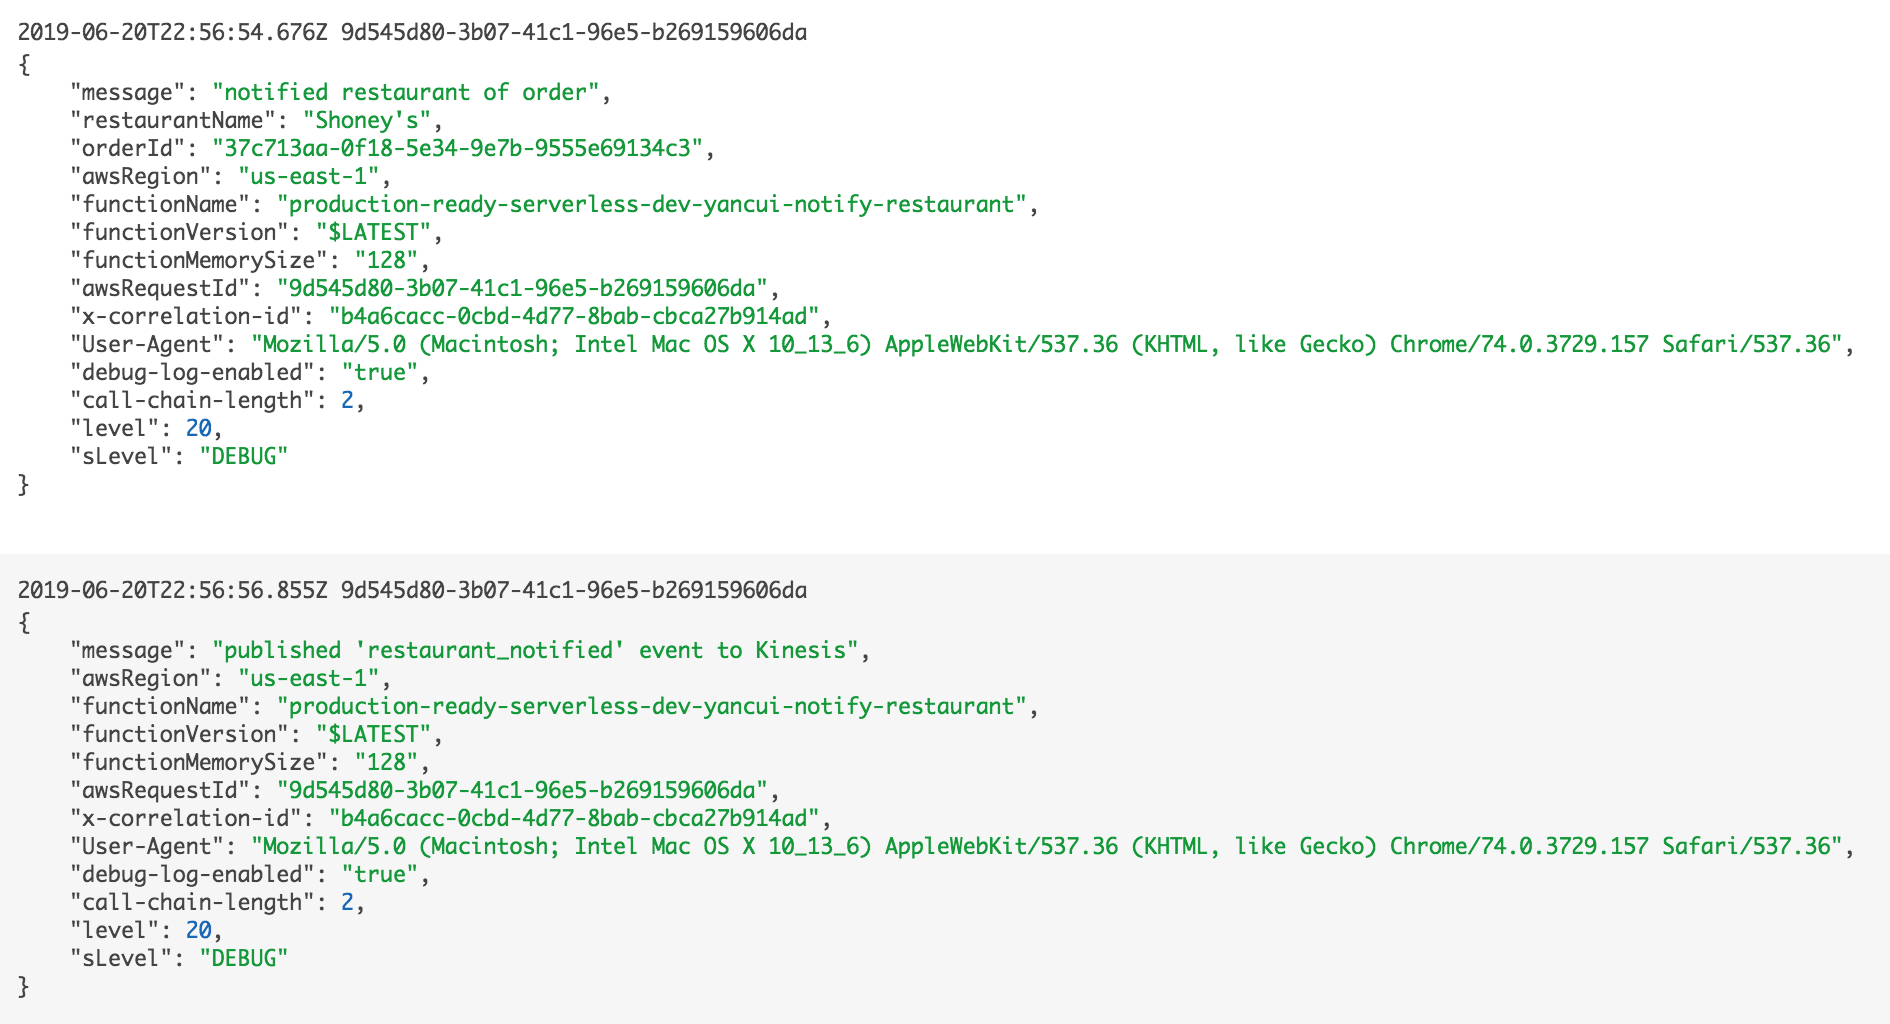 2019-06-20T22:56:54.676Z 9d545d80-3b07-41c1-96e5-b269159606da
{
    "message": "notified restaurant of order",
    "restaurantName": "Shoney's",
    "orderId": "37c713aa-0f18-5e34-9e7b-9555e69134c3",
    "awsRegion": "us-east-1",
    "functionName": "production-ready-serverless-dev-yancui-notify-restaurant",
    "functionVersion": "$LATEST",
    "functionMemorySize": "128",
    "awsRequestId": "9d545d80-3b07-41c1-96e5-b269159606da",
    "x-correlation-id": "b4a6cacc-0cbd-4d77-8bab-cbca27b914ad",
    "User-Agent": "Mozilla/5.0 (Macintosh; Intel Mac OS X 10_13_6) AppleWebKit/537.36 (KHTML, like Gecko) Chrome/74.0.3729.157 Safari/537.36",
    "debug-log-enabled": "true",
    "call-chain-length": 2,
    "level": 20,
    "sLevel": "DEBUG"
}
2019-06-20T22:56:56.855Z 9d545d80-3b07-41c1-96e5-b269159606da
{
    "message": "published 'restaurant_notified' event to Kinesis",
    "awsRegion": "us-east-1",
    "functionName": "production-ready-serverless-dev-yancui-notify-restaurant",
    "functionVersion": "$LATEST",
    "functionMemorySize": "128",
    "awsRequestId": "9d545d80-3b07-41c1-96e5-b269159606da",
    "x-correlation-id": "b4a6cacc-0cbd-4d77-8bab-cbca27b914ad",
    "User-Agent": "Mozilla/5.0 (Macintosh; Intel Mac OS X 10_13_6) AppleWebKit/537.36 (KHTML, like Gecko) Chrome/74.0.3729.157 Safari/537.36",
    "debug-log-enabled": "true",
    "call-chain-length": 2,
    "level": 20,
    "sLevel": "DEBUG"
}